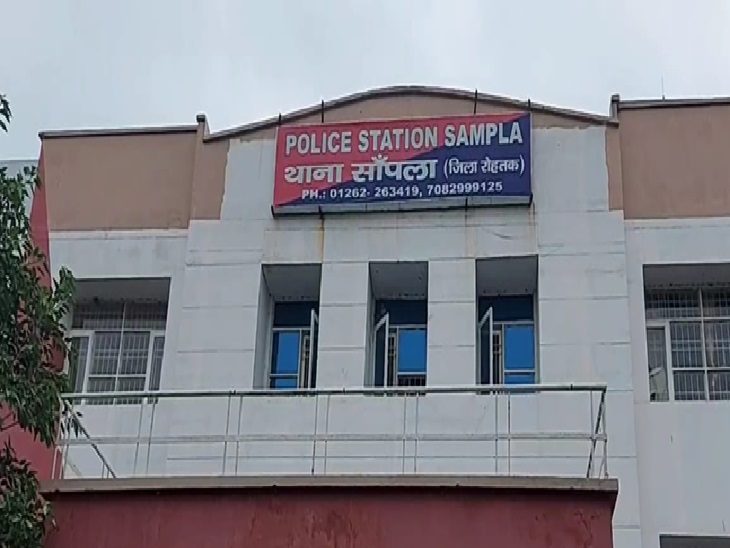 POLICE STATION SAMPLA
थाना साँपला (जिला रोहतक)
PH.: 01262- 263419, 7082999125